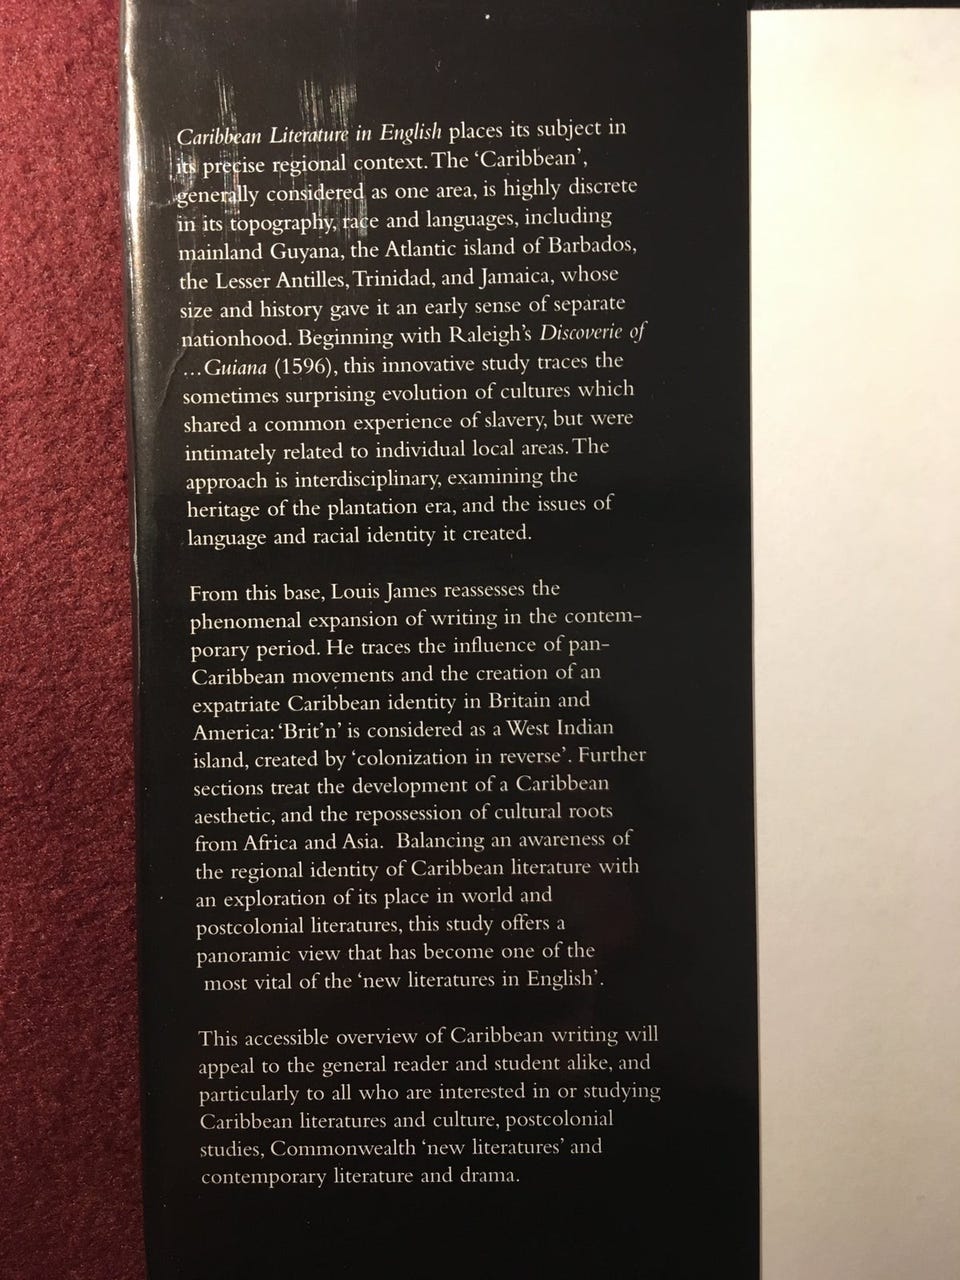 Caribbean Literature in English places its subject in
its precise regional context. The ‘Caribbean’,
generally considered as one area, is highly discrete
in its topography, race and languages, including
mainland Guyana, the Atlantic island of Barbados,
the Lesser Antilles, Trinidad, and Jamaica, whose
size and history gave it an early sense of separate
nationhood. Beginning with Raleigh’s Discoverie of
…Guiana (1596), this innovative study traces the
sometimes surprising evolution of cultures which
shared a common experience of slavery, but were
intimately related to individual local areas. The
approach is interdisciplinary, examining the
heritage of the plantation era, and the issues of
language and racial identity it created.
From this base, Louis James reassesses the
phenomenal expansion of writing in the contem-
porary period. He traces the influence of pan-
Caribbean movements and the creation of an
expatriate Caribbean identity in Britain and
America: ‘Brit’n’ is considered as a West Indian
island, created by ‘colonization in reverse’. Further
sections treat the development of a Caribbean
aesthetic, and the repossession of cultural roots
from Africa and Asia. Balancing an awareness of
the regional identity of Caribbean literature with
an exploration of its place in world and
postcolonial literatures, this study offers a
panoramic view that has become one of the
most vital of the ‘new literatures in English’.
This accessible overview of Caribbean writing will
appeal to the general reader and student alike, and
particularly to all who are interested in or studying
Caribbean literatures and culture, postcolonial
studies, Commonwealth ‘new literatures’ and
contemporary literature and drama.